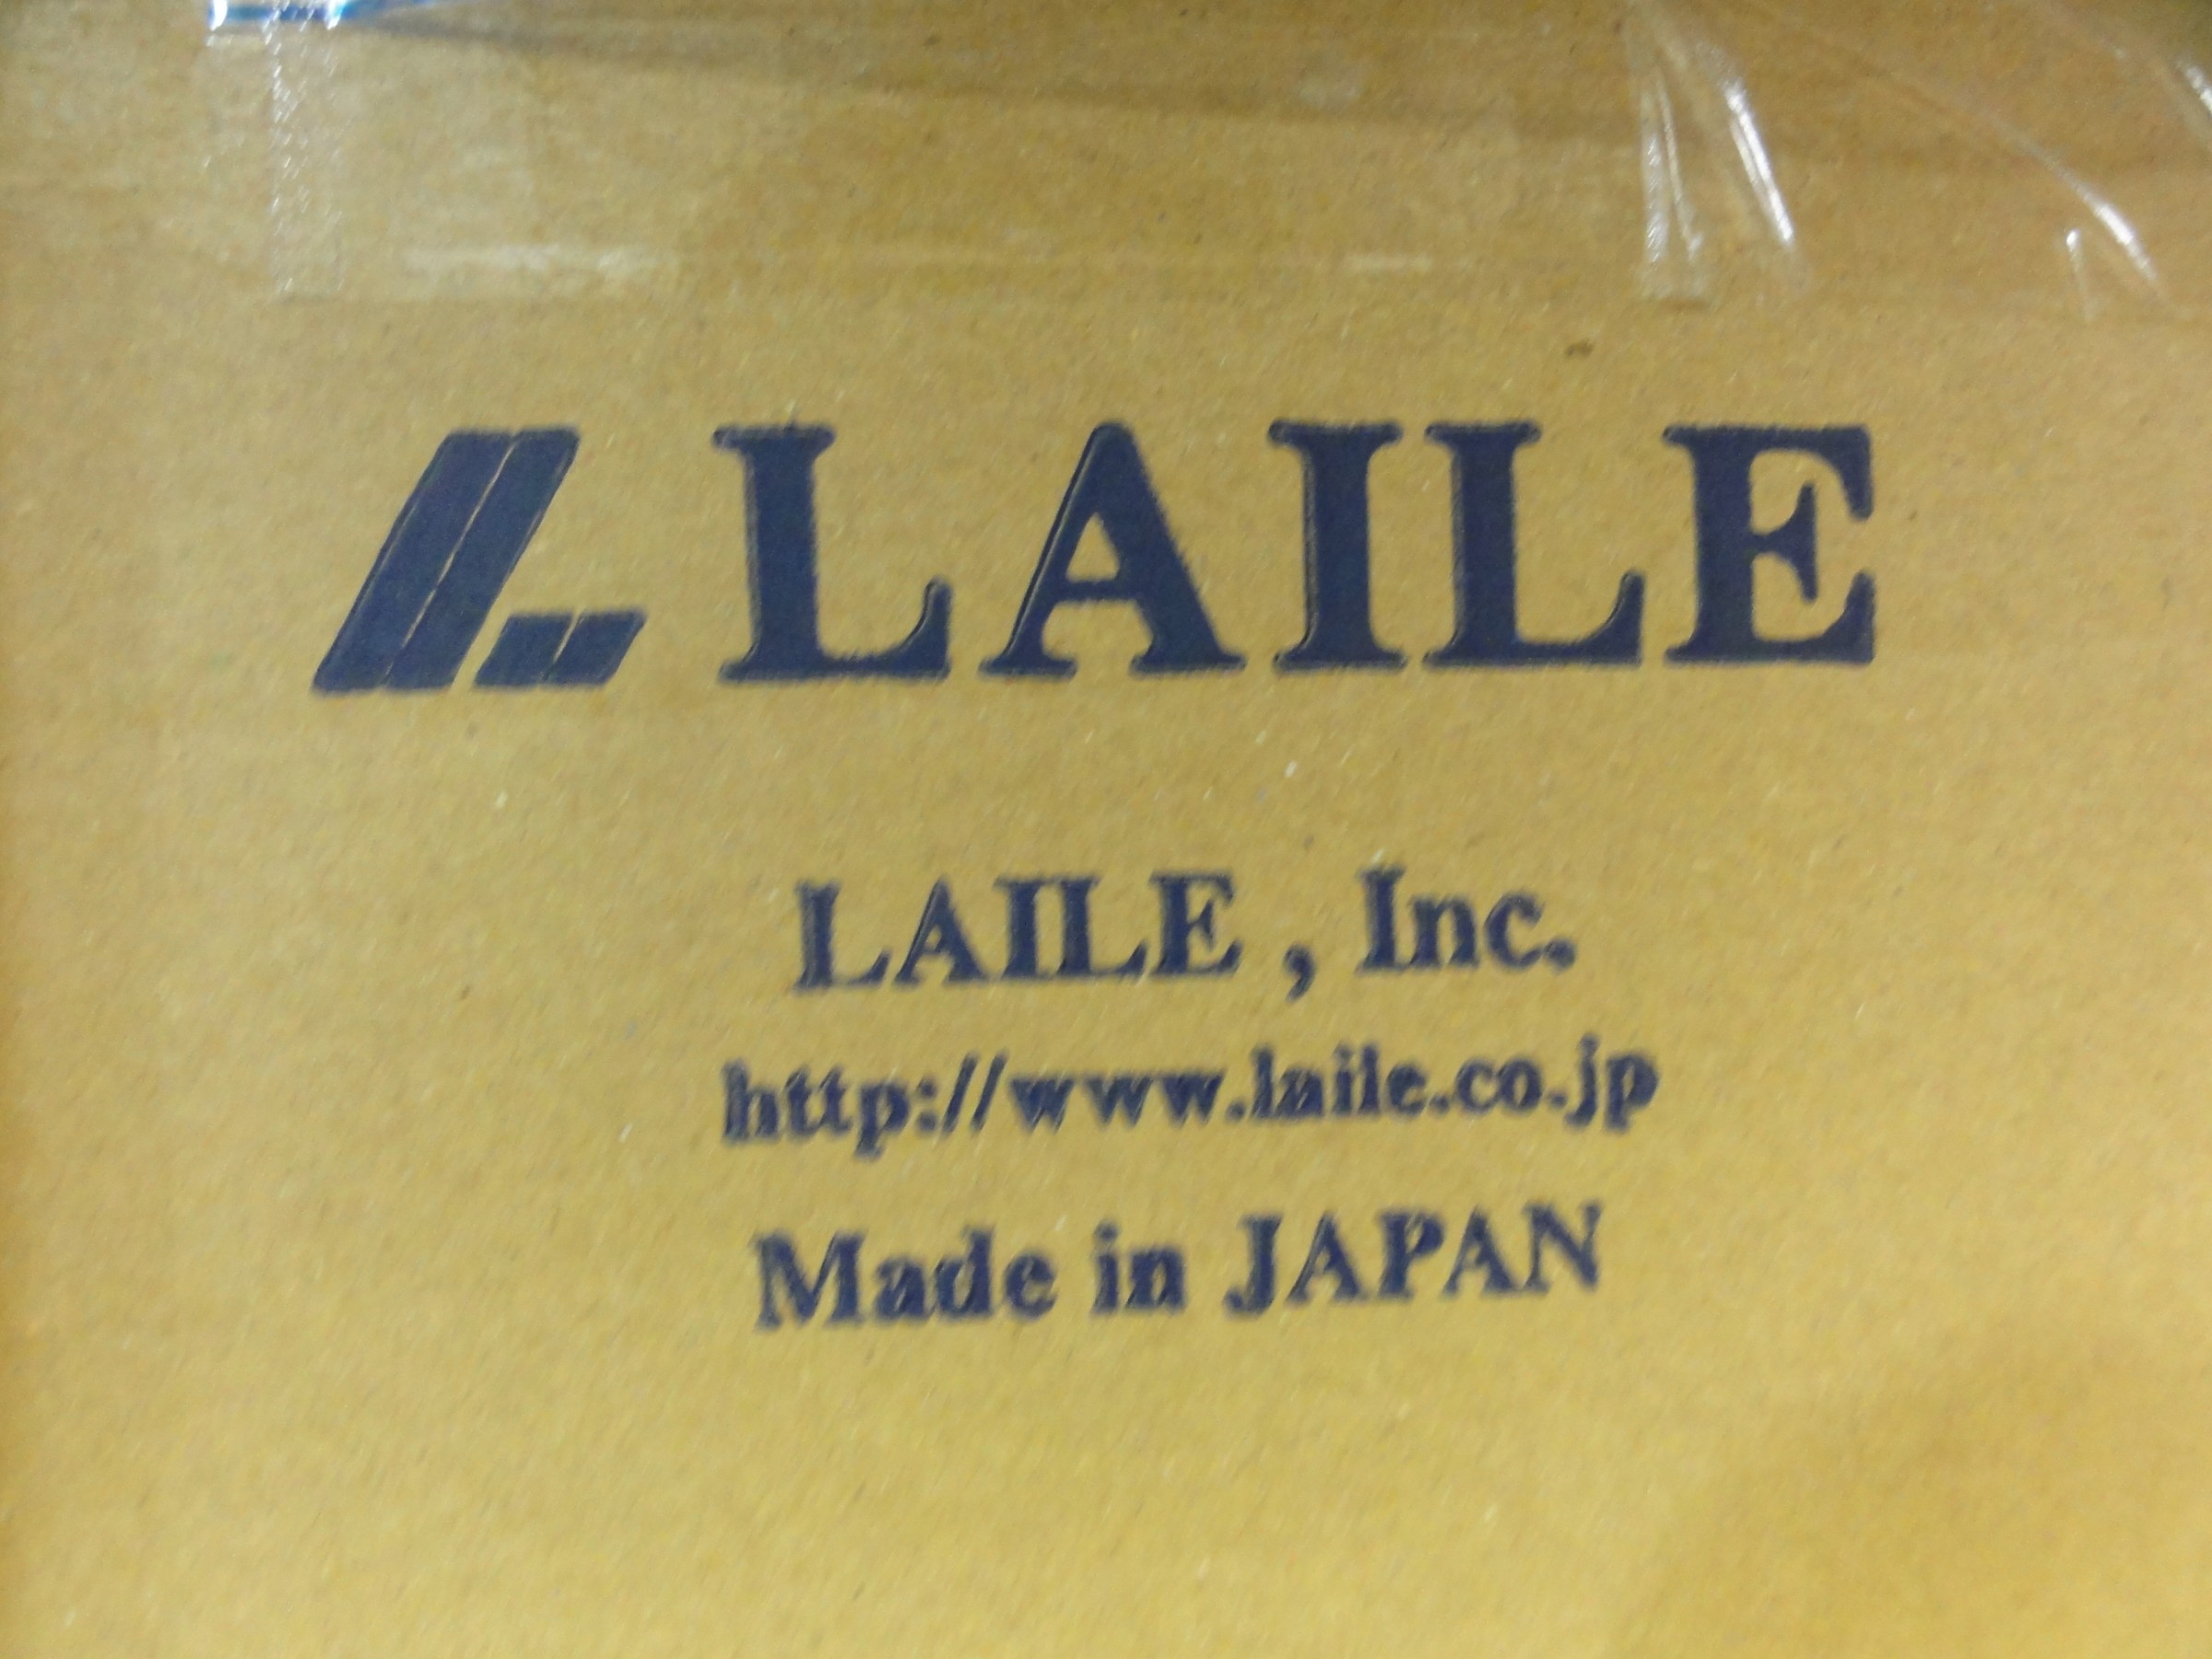 LAILE
LAILE , Inc.
http://www.laile.co.jp
Made in JAPAN